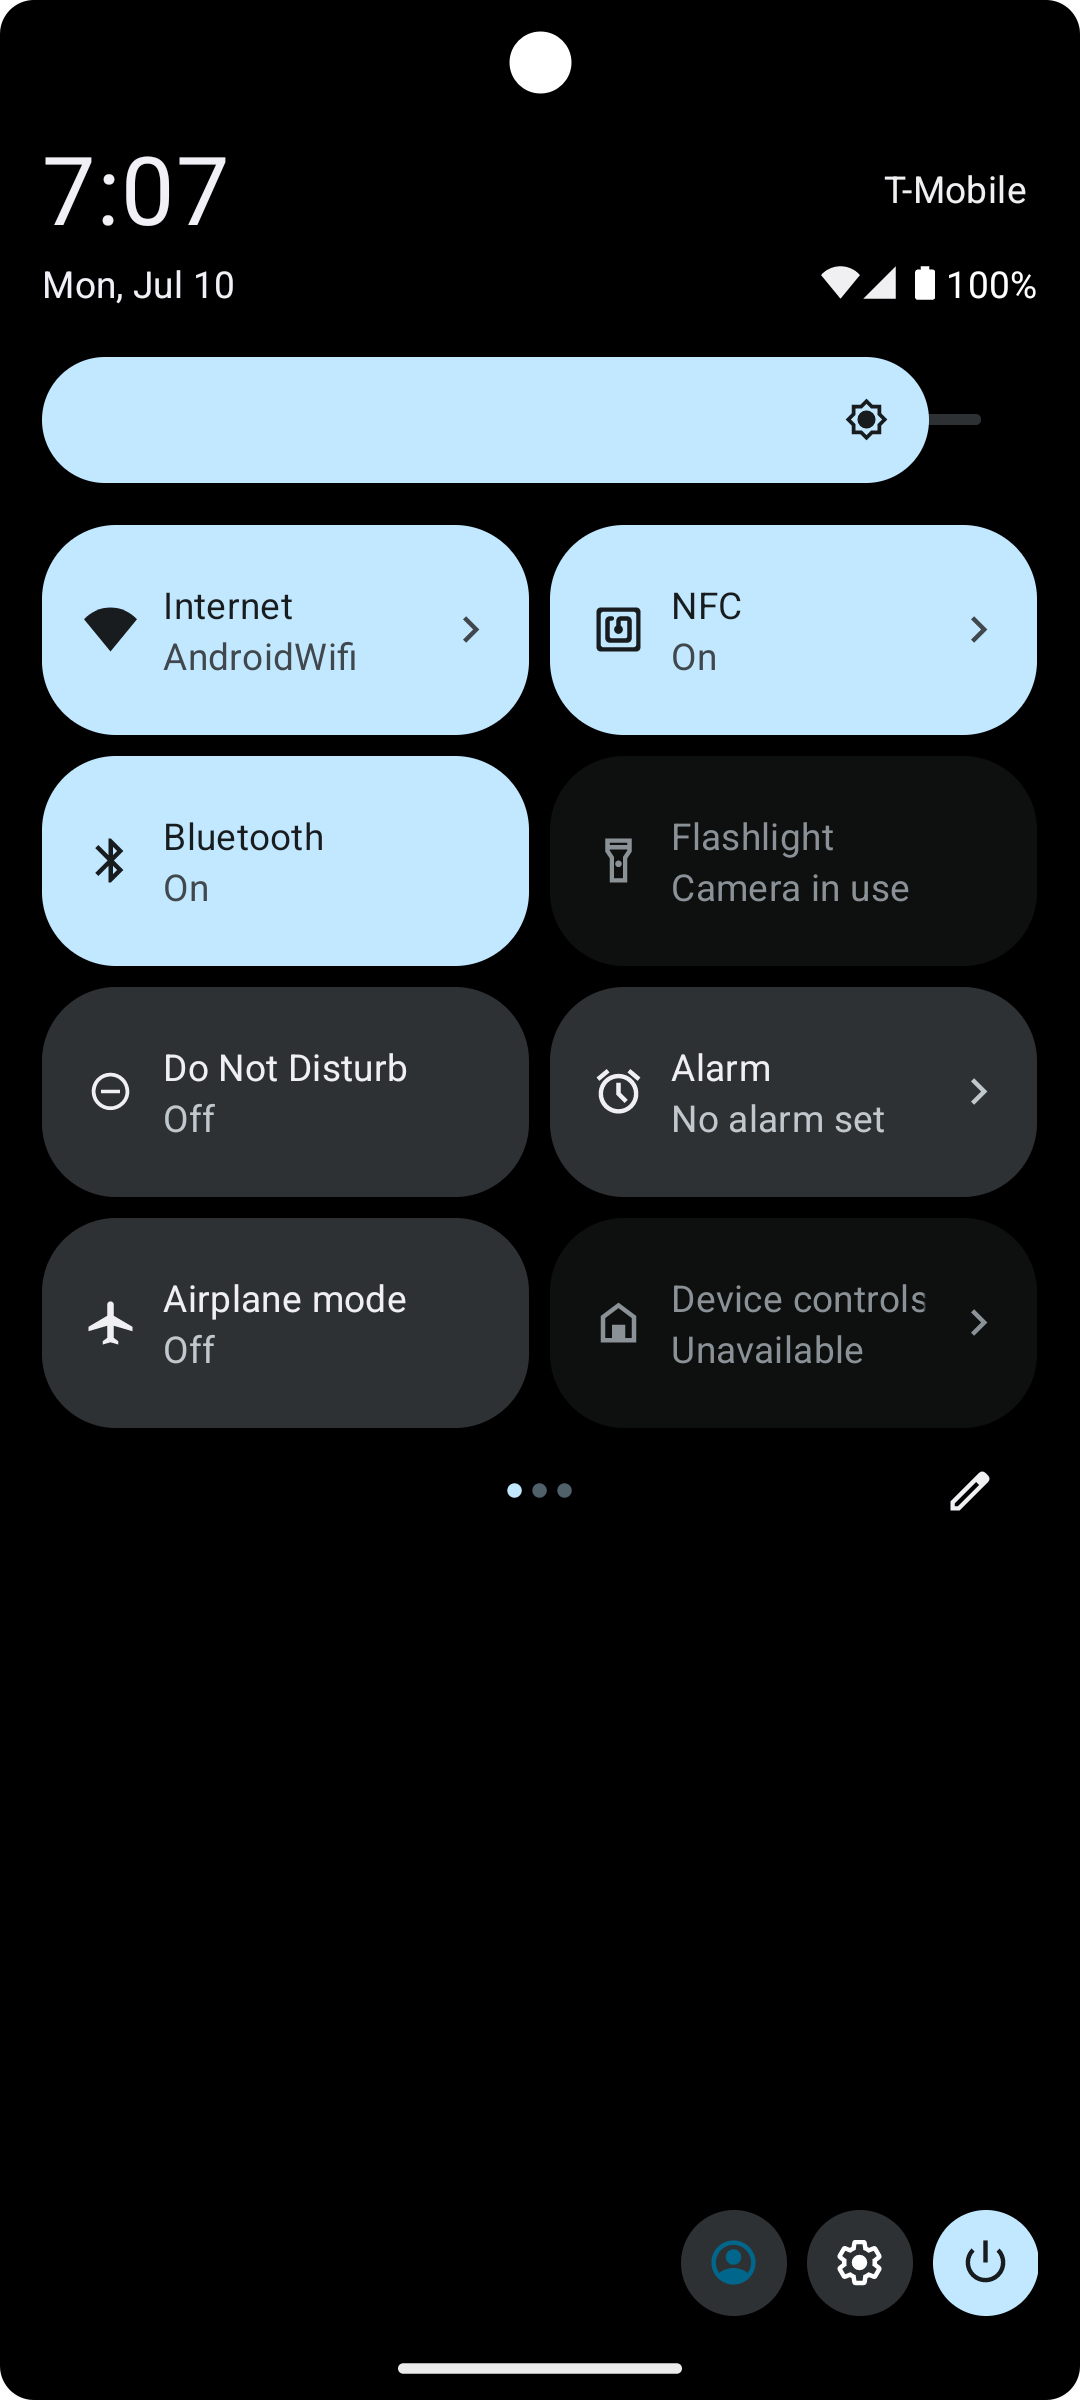 7:07
T-Mobile
Mon, Jul 10
100%
Internet
AndroidWifi
NFC
On
Bluetooth
On
Flashlight
Camera in use
Do Not Disturb
Off
Alarm
No alarm set
Airplane mode
Off
Device controls
Unavailable